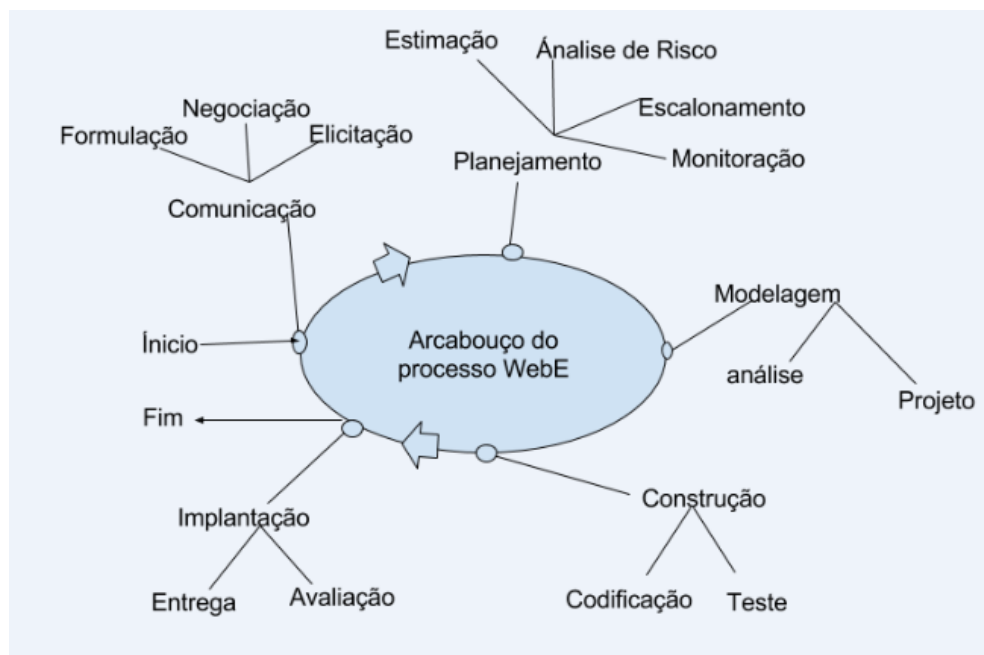 Estimação
Ánalise de Risco
Escalonamento
Monitoração
Planejamento
Negociação
Formulação
Elicitação
Comunicação
Modelagem
análise
Projeto
Arcabouço do
processo WebE
Ínicio
Fim
Construção
Codificação
Teste
Implantação
Entrega
Avaliação